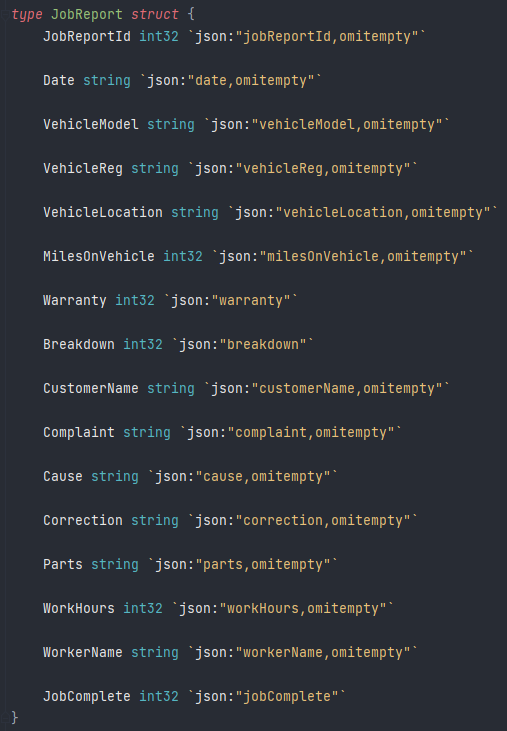 type JobReport struct {
JobReportId int32 `json:"jobReportId,omitempty"`
Date string `json:"date,omitempty"`
VehicleModel string `json:"vehicleModel,omitempty"`
VehicleReg string `json:"vehicleReg,omitempty"`
VehicleLocation string `json:"vehicleLocation,omitempty"`
MilesOnVehicle int32 `json:"milesOnVehicle,omitempty"`
Warranty int32 `json:"warranty"`
Breakdown int32 `json:"breakdown"`
CustomerName string `json:"customerName,omitempty"`
Complaint string `json:"complaint,omitempty"`
Cause string `json:"cause,omitempty"`
Correction string `json:"correction,omitempty"`
Parts string `json:"parts,omitempty"`
WorkHours int32 `json:"workHours,omitempty"`
WorkerName string `json:"workerName,omitempty"`
JobComplete int32 `json:"jobComplete"`
}